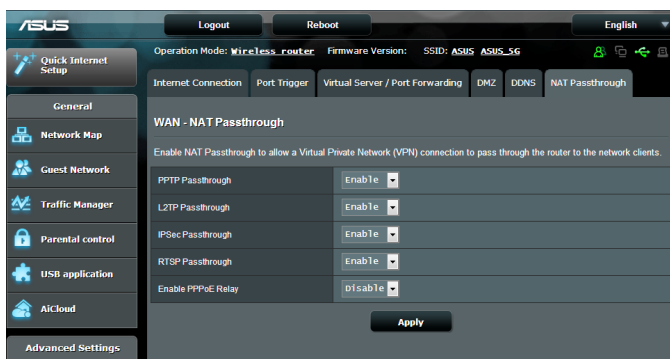 ASUS
Logout
Reboot
English
Quick Internet
Setup
Operation Mode: Wireless router Firmware Version: SSID: ASUS ASUS_5G
Internet Connection
Port Trigger
Virtual Server / Port Forwarding
DMZ
DDNS
NAT Passthrough
General
Network Map
Guest Network
Traffic Manager
Parental control
USB application
AiCloud
Advanced Settings
WAN - NAT Passthrough
Enable NAT Passthrough to allow a Virtual Private Network (VPN) connection to pass through the router to the network clients.
PPTP Passthrough Enable
L2TP Passthrough Enable
IPSec Passthrough Enable
RTSP Passthrough Enable
Enable PPPoE Relay Disable
Apply